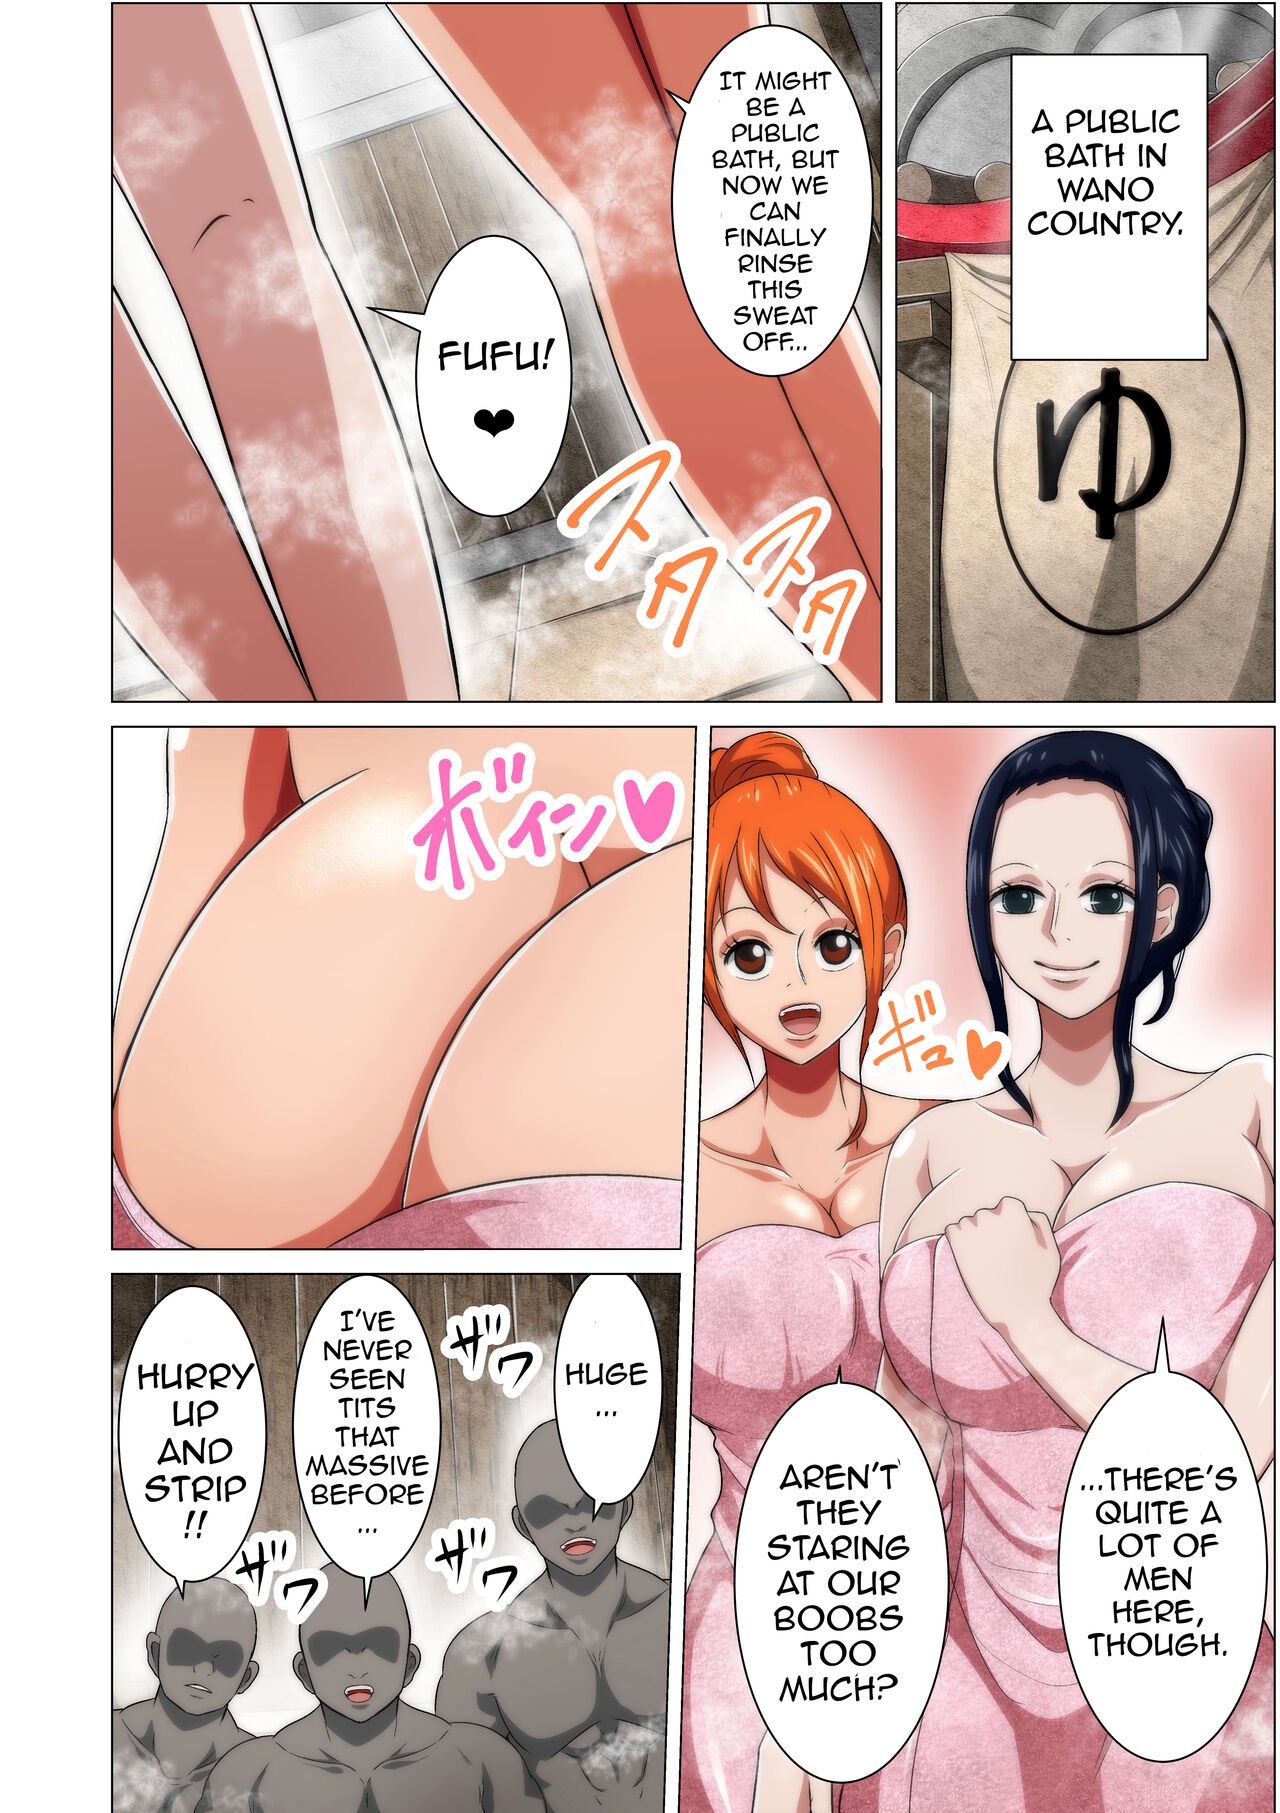 A PUBLIC
BATH IN
WANO
COUNTRY.
ゆ
IT MIGHT
BE A
PUBLIC
BATH, BUT
NOW WE
CAN
FINALLY
RINSE
THIS
SWEAT
OFF...
FUFU!
❤
スタ
スタ
...THERE'S
QUITE A
LOT OF
MEN
HERE,
THOUGH.
ギュ♥
AREN'T
THEY
STARING
AT OUR
BOOBS
TOO
MUCH?
ボイーン♥
HUGE
...
ザワ
ザワ
I'VE
NEVER
SEEN
TITS
THAT
MASSIVE
BEFORE
...
ザワ
HURRY
UP
AND
STRIP
!!